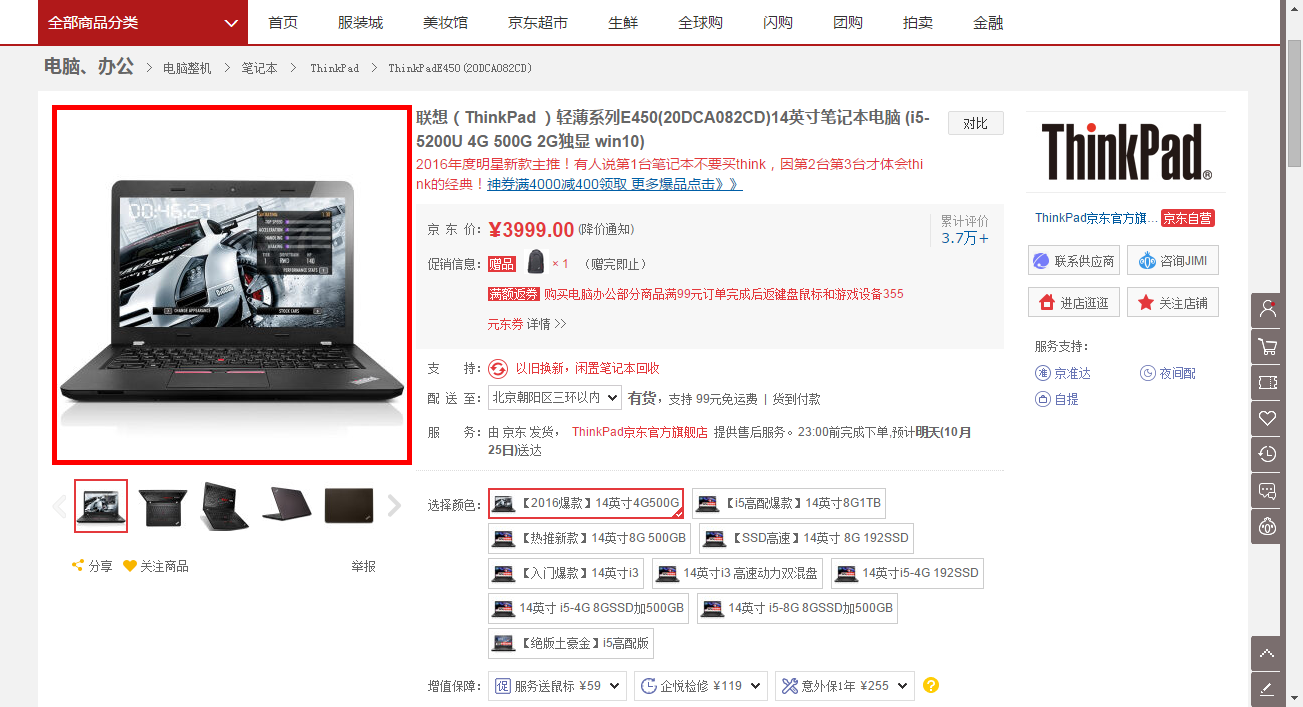 全部商品分类 首页 服装城 美妆馆 京东超市 生鲜 全球购 闪购 团购 拍卖 金融
电脑、办公 > 电脑整机 > 笔记本 > ThinkPad > ThinkPadE450(20DCA082CD)
联想（ThinkPad ）轻薄系列E450(20DCA082CD)14英寸笔记本电脑 (i5-
5200U 4G 500G 2G独显 win10)
对比
2016年度明星新款主推！有人说第1台笔记本不要买think，因第2台第3台才体会thi
nk的经典！神券满4000减400领取 更多爆品点击》》
京 东 价： ¥3999.00 (降价通知)
累计评价
3.7万+
促销信息： 赠品 × 1 （赠完即止）
满额返券 购买电脑办公部分商品满99元订单完成后返键盘鼠标和游戏设备355
元东券 详情 >>
支 持： 以旧换新，闲置笔记本回收
配 送 至： 北京朝阳区三环以内 有货，支持 99元免运费 | 货到付款
服 务： 由 京东 发货， ThinkPad京东官方旗舰店 提供售后服务。23:00前完成下单,预计明天(10月
25日)送达
选择颜色： 【2016爆款】14英寸4G500G 【i5高配爆款】14英寸8G1TB
【热推新款】14英寸8G 500GB 【SSD高速】14英寸 8G 192SSD
【入门爆款】14英寸i3 14英寸i3 高速动力双混盘 14英寸i5-4G 192SSD
14英寸 i5-4G 8GSSD加500GB 14英寸 i5-8G 8GSSD加500GB
【绝版土豪金】i5高配版
增值保障： 促 服务送鼠标 ¥59 企悦检修 ¥119 意外保1年 ¥255 ?
00:46:27
CHANGE APPEARANCE
STOCK CARS
PERFORMANCE STATS
ThinkPad
分享 关注商品 举报
ThinkPad®
ThinkPad京东官方旗... 京东自营
联系供应商 咨询JIMI
进店逛逛 关注店铺
服务支持：
准 京准达 夜间配
自提